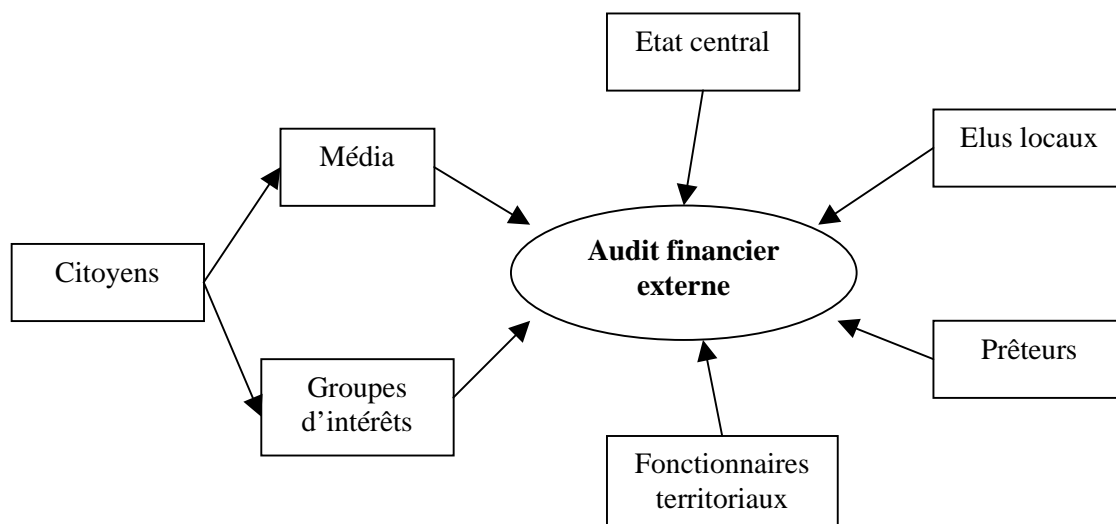 Etat central
Elus locaux
Média
Citoyens
Audit financier
externe
Prêteurs
Groupes
d’intérêts
Fonctionnaires
territoriaux